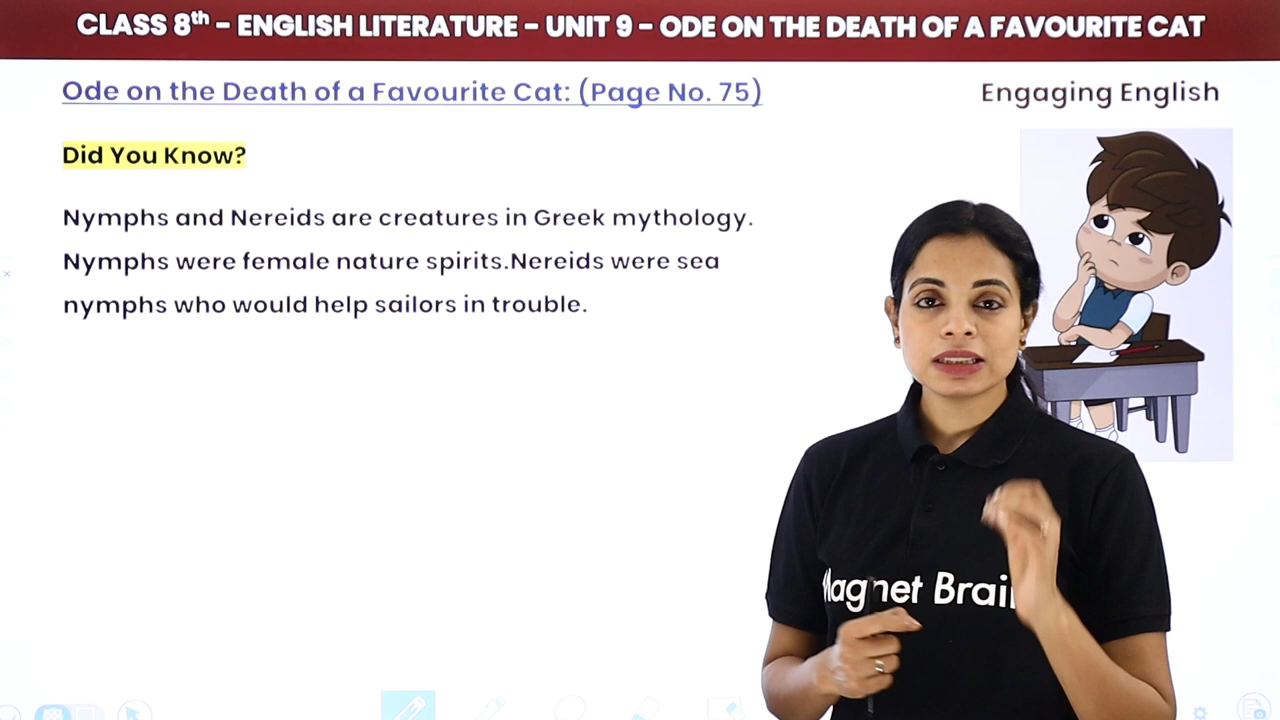 CLASS 8th – ENGLISH LITERATURE – UNIT 9 – ODE ON THE DEATH OF A FAVOURITE CAT
Ode on the Death of a Favourite Cat: (Page No. 75)
Engaging English
Did You Know?
Nymphs and Nereids are creatures in Greek mythology.
Nymphs were female nature spirits.Nereids were sea
nymphs who would help sailors in trouble.
Magnet Brain